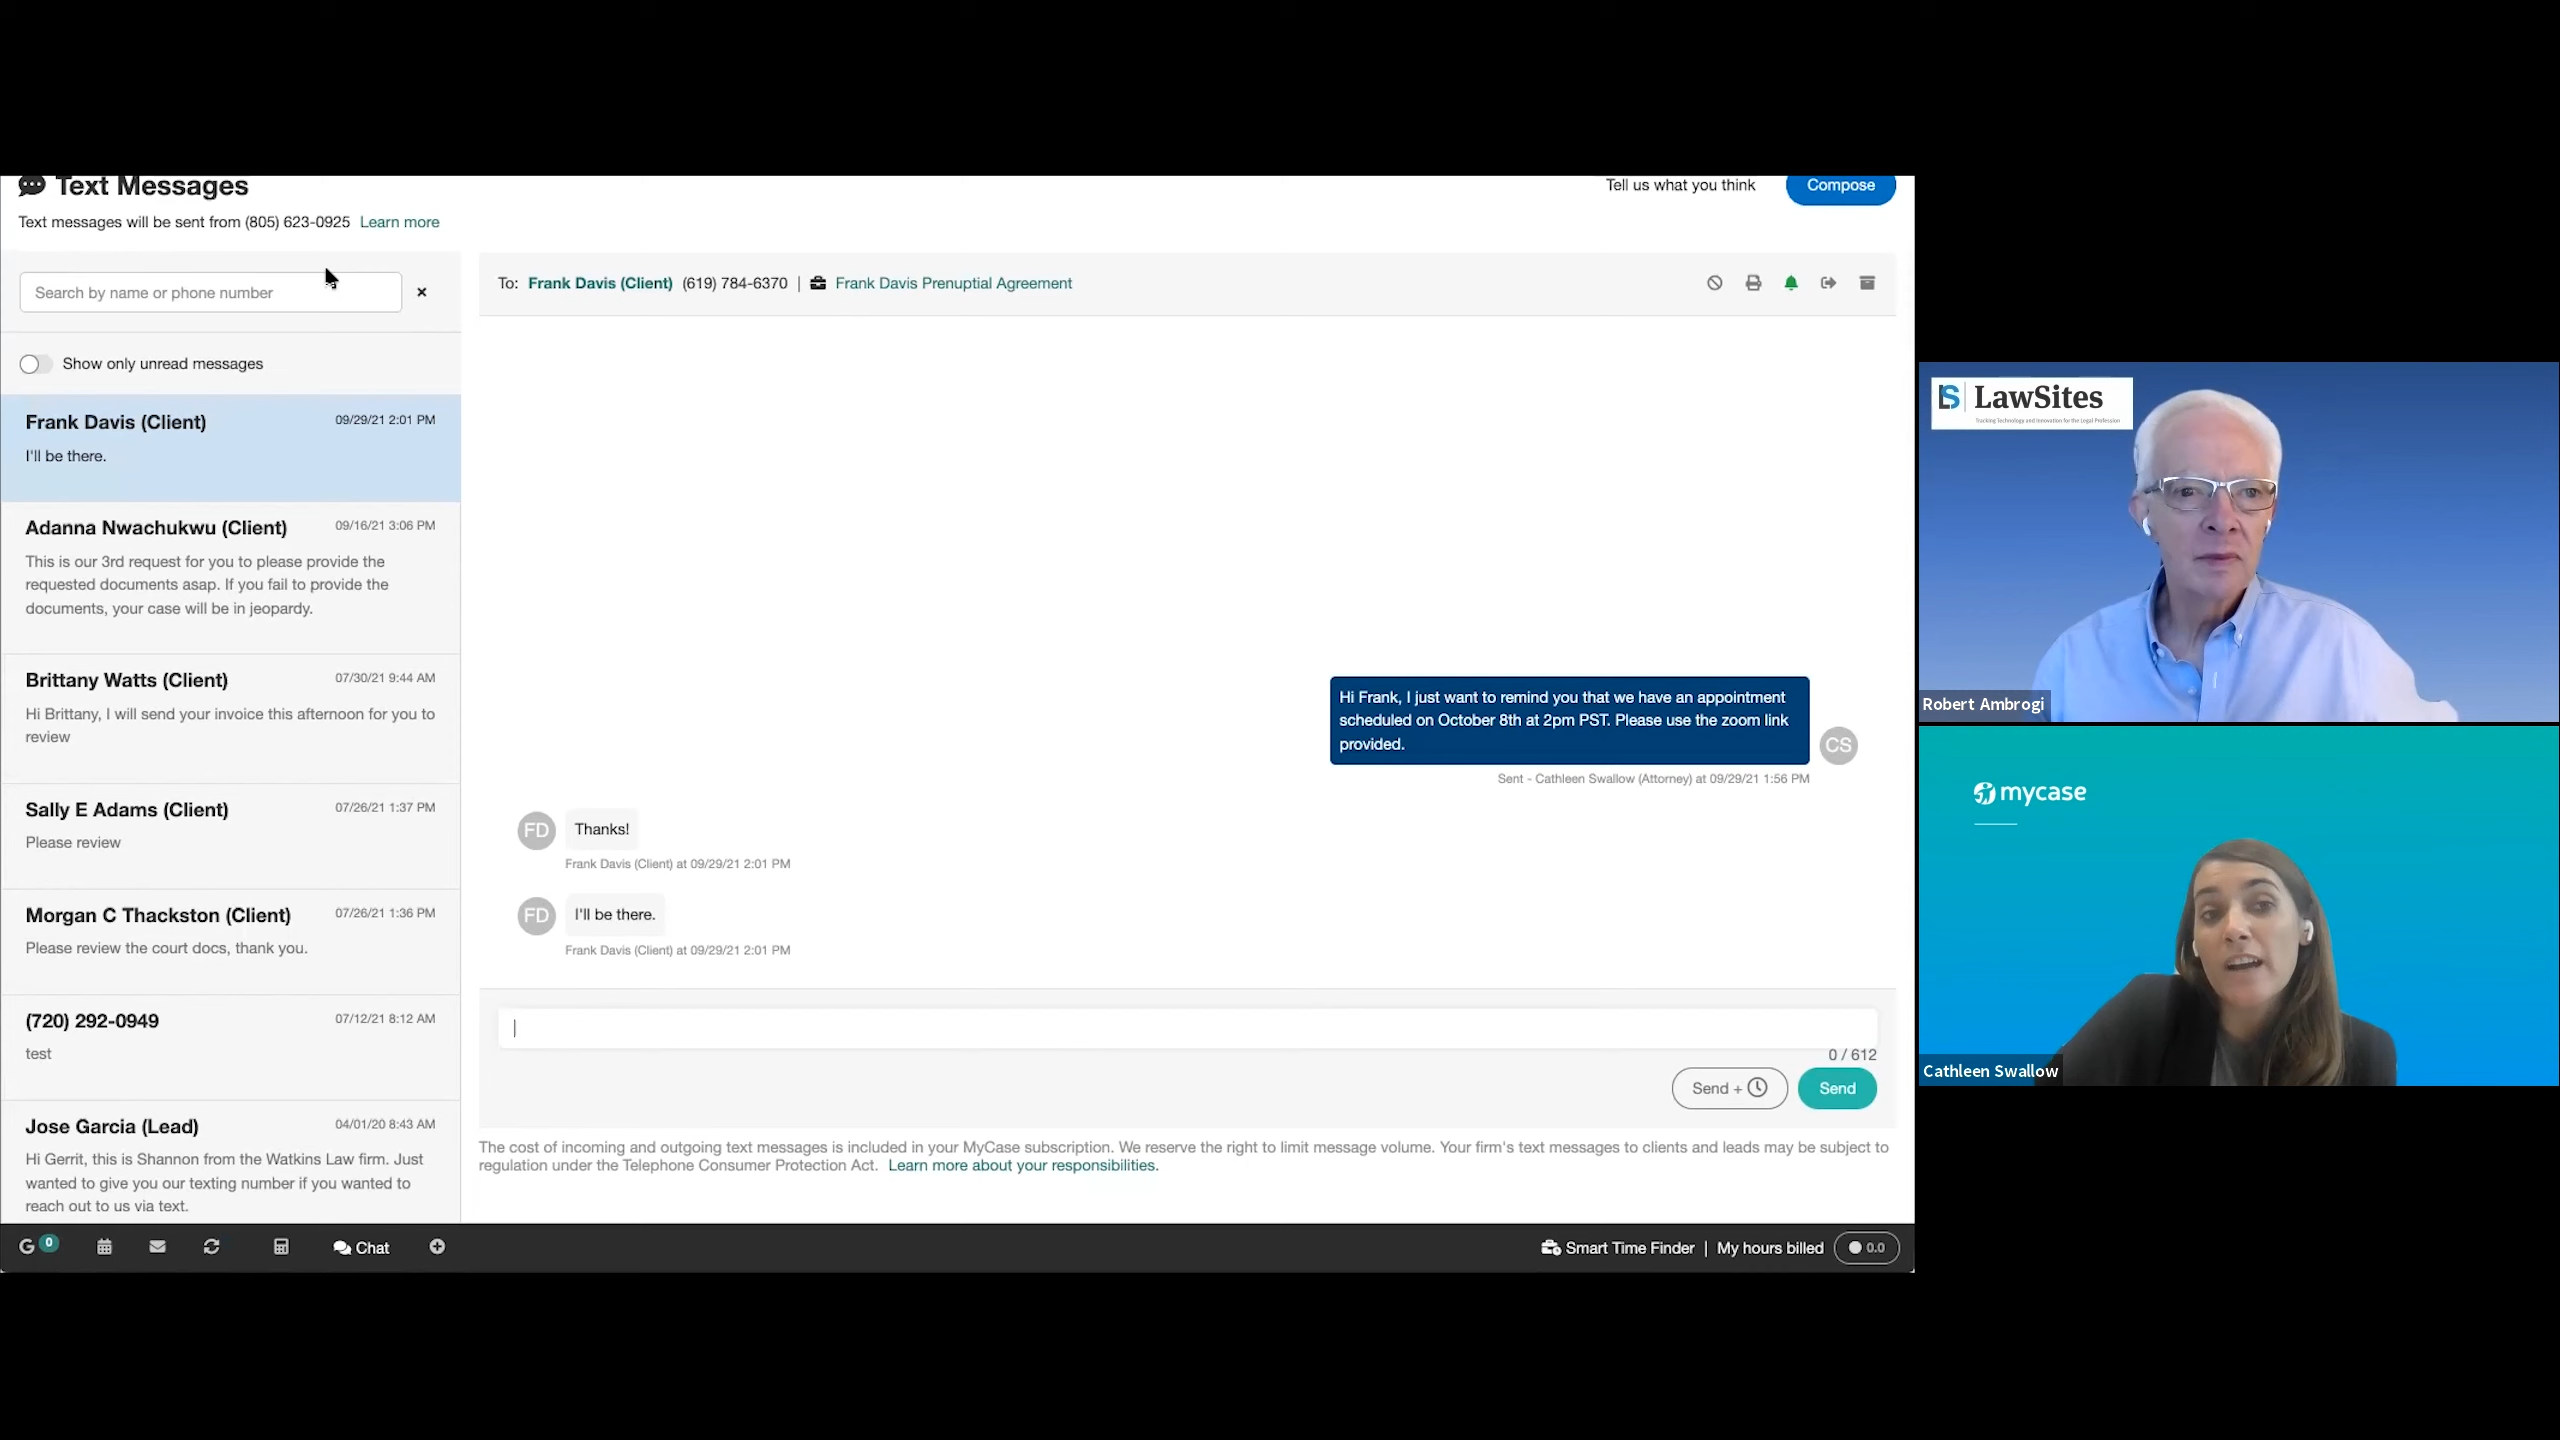 Text Messages
Tell us what you think
Compose
Text messages will be sent from (805) 623-0925 Learn more
Search by name or phone number
Show only unread messages
Frank Davis (Client) 09/29/21 2:01 PM
I'll be there.
Adanna Nwachukwu (Client) 09/16/21 3:06 PM
This is our 3rd request for you to please provide the
requested documents asap. If you fail to provide the
documents, your case will be in jeopardy.
Brittany Watts (Client) 07/30/21 9:44 AM
Hi Brittany, I will send your invoice this afternoon for you to
review
Sally E Adams (Client) 07/26/21 1:37 PM
Please review
Morgan C Thackston (Client) 07/26/21 1:36 PM
Please review the court docs, thank you.
(720) 292-0949 07/12/21 8:12 AM
test
Jose Garcia (Lead) 04/01/20 8:43 AM
Hi Gerrit, this is Shannon from the Watkins Law firm. Just
wanted to give you our texting number if you wanted to
reach out to us via text.
To: Frank Davis (Client) (619) 784-6370 | Frank Davis Prenuptial Agreement
Hi Frank, I just want to remind you that we have an appointment
scheduled on October 8th at 2pm PST. Please use the zoom link
provided.
CS
Sent - Cathleen Swallow (Attorney) at 09/29/21 1:56 PM
FD
Thanks!
Frank Davis (Client) at 09/29/21 2:01 PM
FD
I'll be there.
Frank Davis (Client) at 09/29/21 2:01 PM
0 / 612
Send +
Send
The cost of incoming and outgoing text messages is included in your MyCase subscription. We reserve the right to limit message volume. Your firm's text messages to clients and leads may be subject to
regulation under the Telephone Consumer Protection Act. Learn more about your responsibilities.
G 0
Chat
Smart Time Finder | My hours billed 0.0
LS LawSites
Tracking Technology and Innovation for the Legal Profession
Robert Ambrogi
mycase
Cathleen Swallow